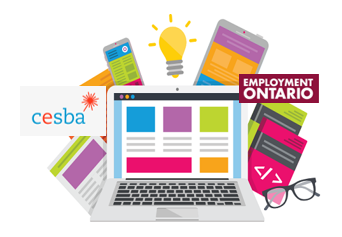 cesba
EMPLOYMENT
ONTARIO
</>